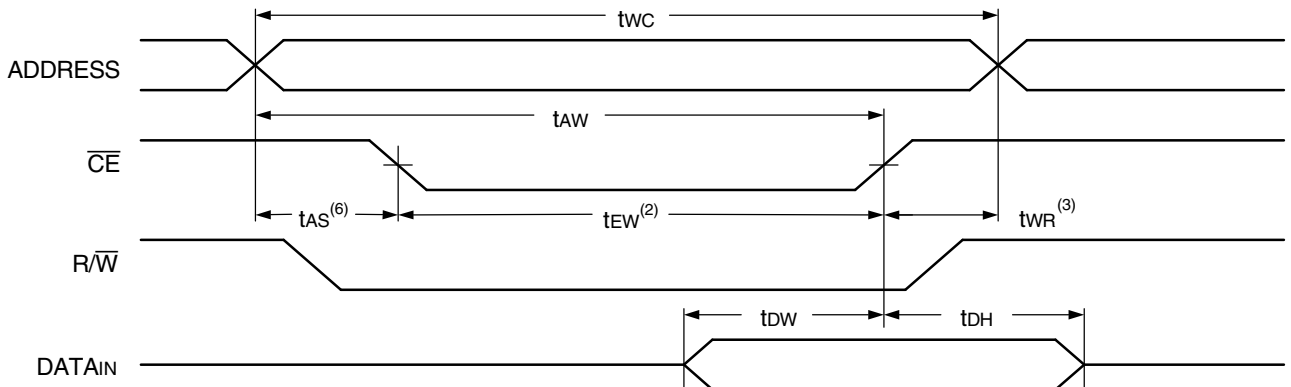 tWC
ADDRESS
tAW
CE
tAS(6) tEW(2) tWR(3)
R/W
tDW tDH
DATAIN